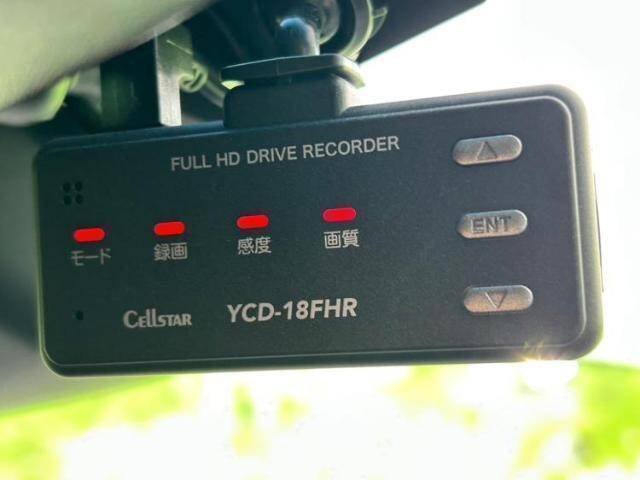 FULL HD DRIVE RECORDER
ENT
モード 録画 感度 画質
CELLSTAR YCD-18FHR